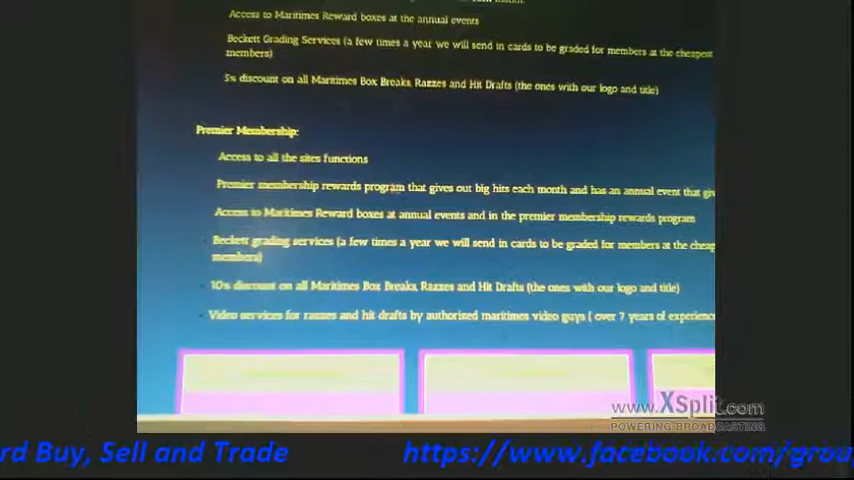 Access to Maritimes Reward boxes at the annual events
Beckett Grading Services (a few times a year we will send in cards to be graded for members at the cheapest
members)
5% discount on all Maritimes Box Breaks, Razzes and Hit Drafts (the ones with our logo and title)
Premier Membership:
Access to all the sites functions
Premier membership rewards program that gives out big hits each month and has an annual event that giv
Access to Maritimes Reward boxes at annual events and in the premier membership rewards program
Beckett grading services (a few times a year we will send in cards to be graded for members at the cheap
members)
10% discount on all Maritimes Box Breaks, Razzes and Hit Drafts (the ones with our logo and title)
Video services for razzes and hit drafts by authorized maritimes video guys ( over 7 years of experience
www.XSplit.com
POWERING BROADCASTING
rd Buy, Sell and Trade https://www.facebook.com/grou